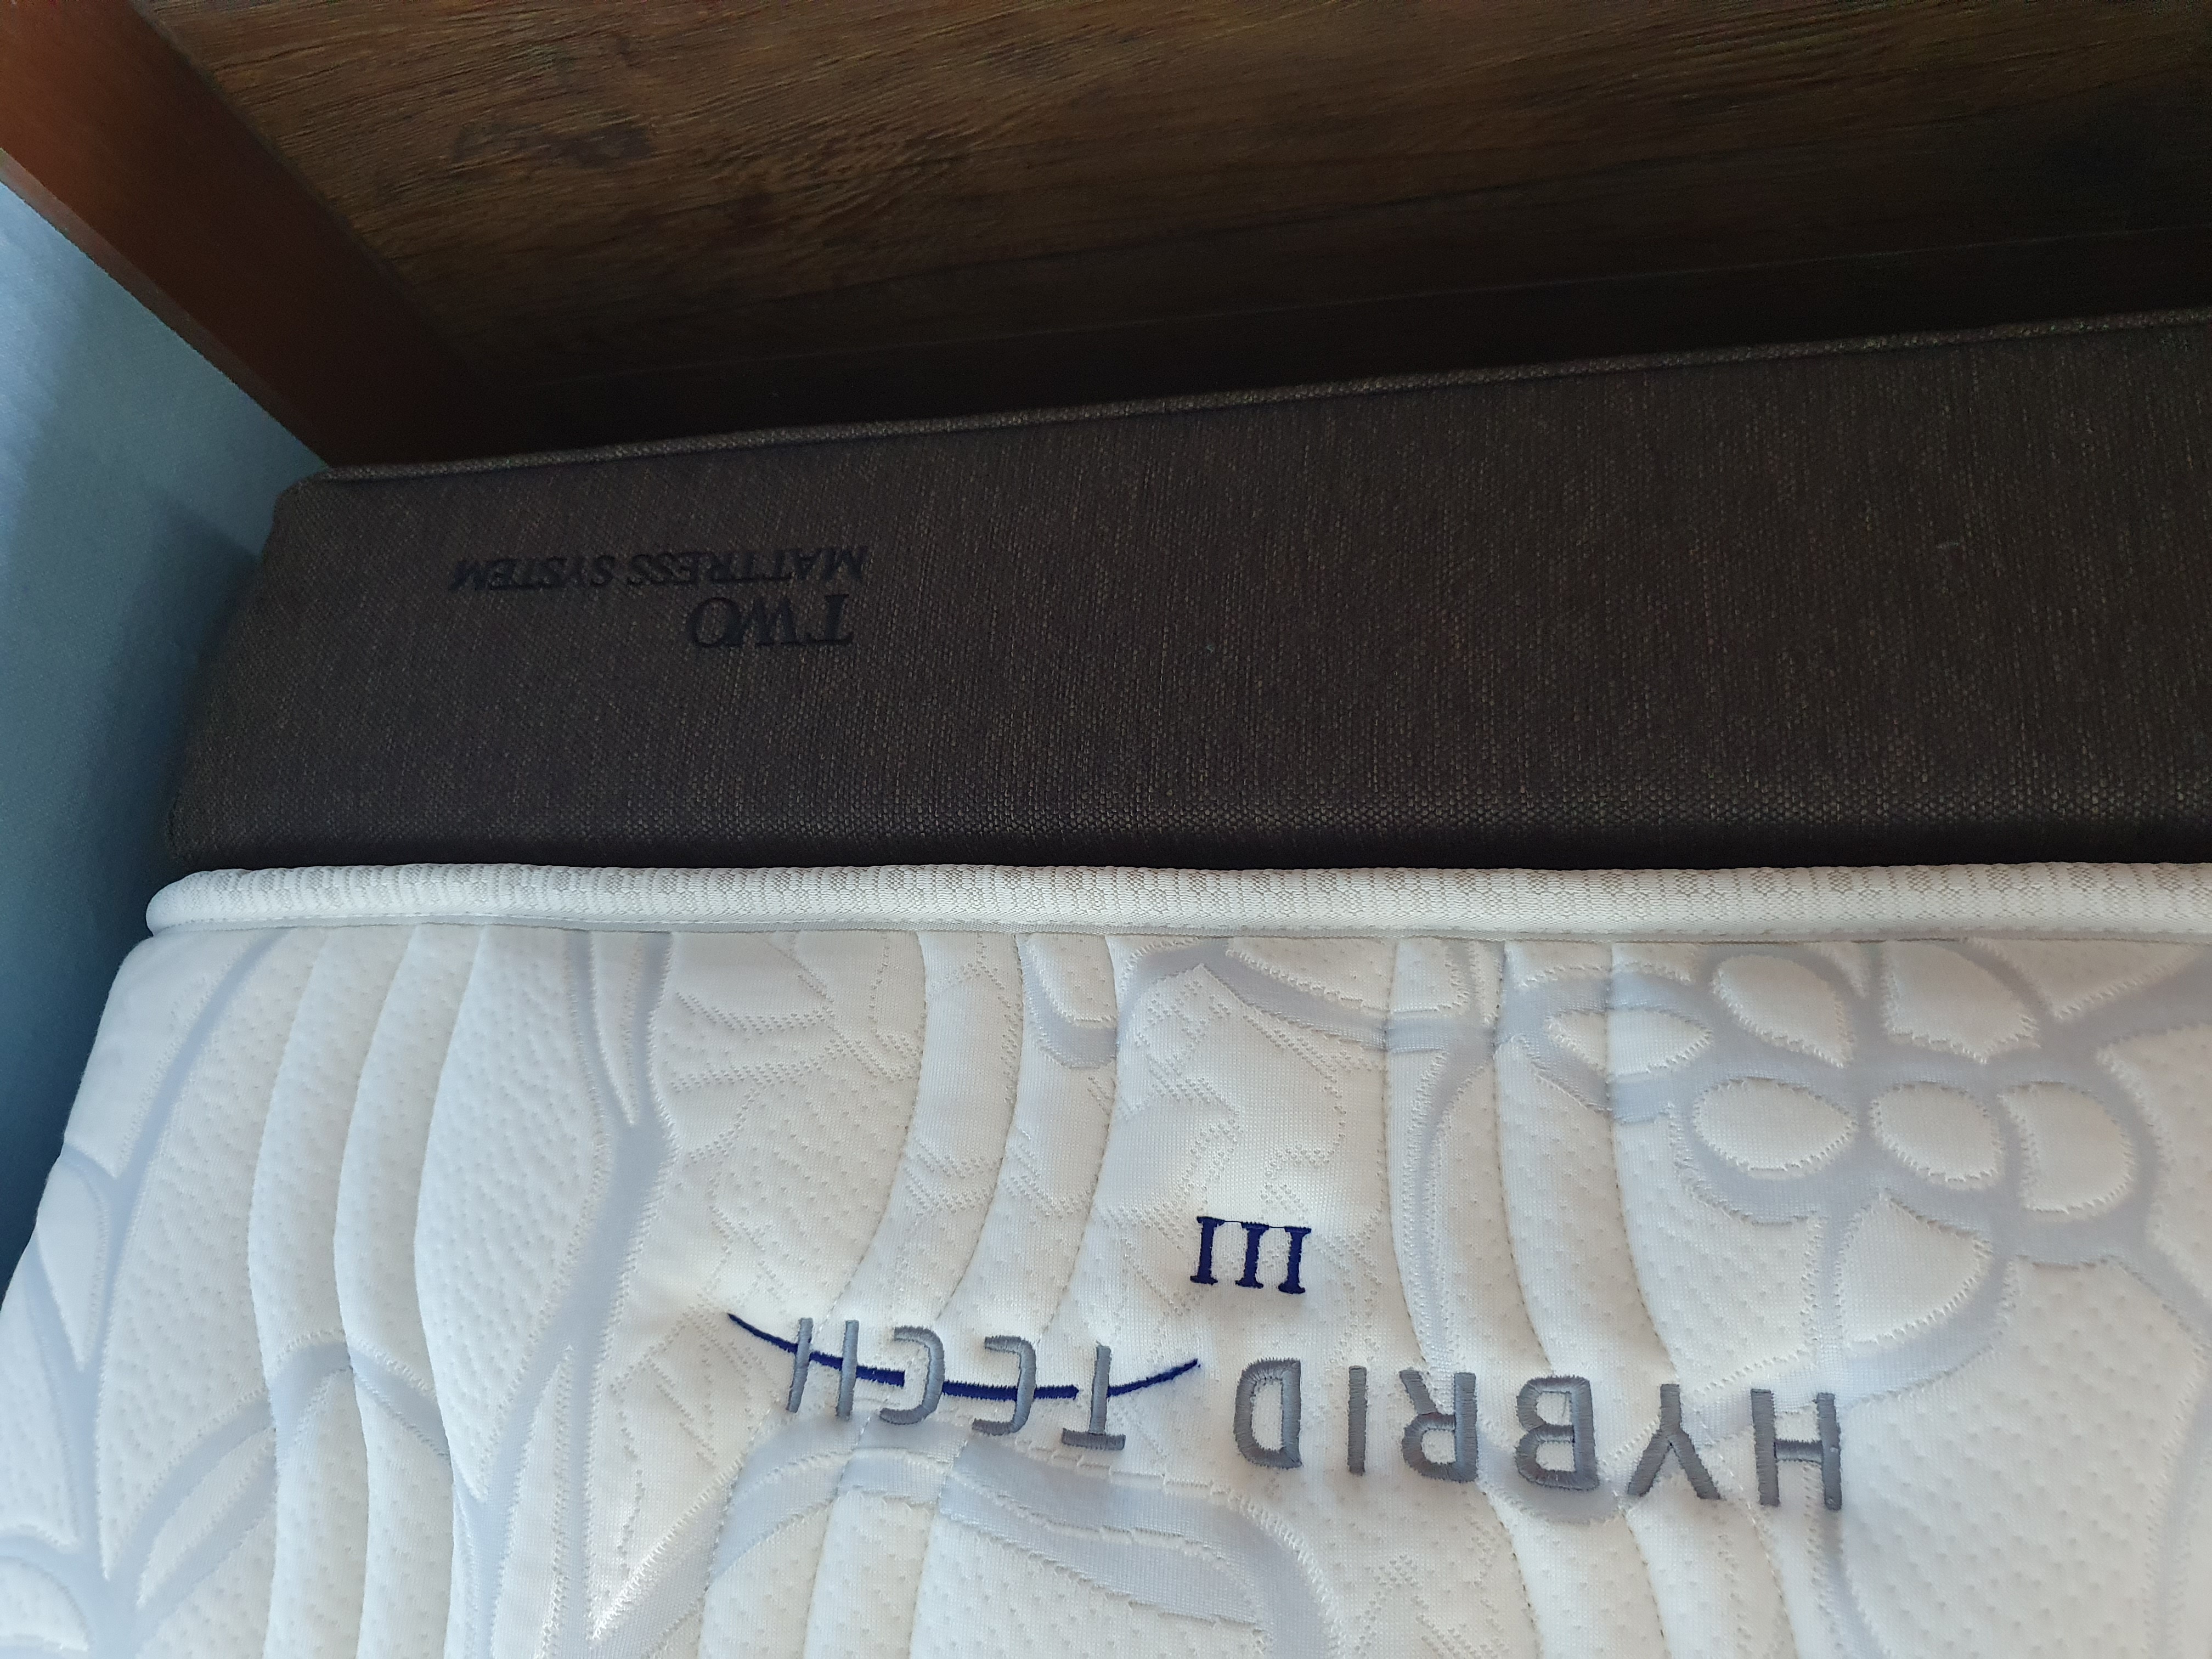 HYBRID TECH
III
TWO
MATTRESS SYSTEM